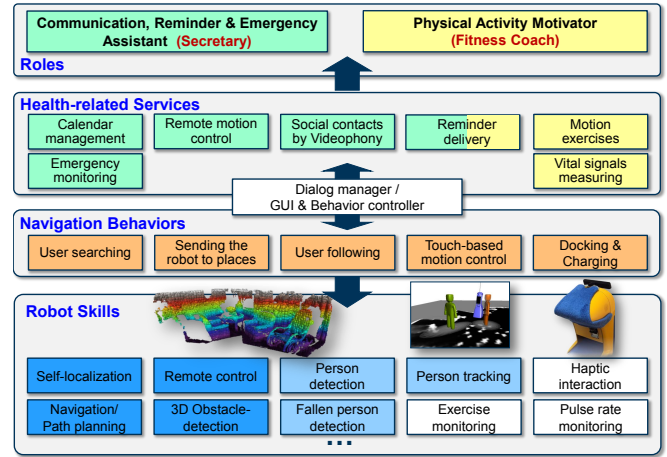 Communication, Reminder & Emergency
Assistant (Secretary)
Physical Activity Motivator
(Fitness Coach)
Roles
Health-related Services
Calendar
management
Remote motion
control
Social contacts
by Videophony
Reminder
delivery
Motion
exercises
Emergency
monitoring
Vital signals
measuring
Dialog manager /
GUI & Behavior controller
Navigation Behaviors
User searching
Sending the
robot to places
User following
Touch-based
motion control
Docking &
Charging
Robot Skills
Self-localization
Remote control
Person
detection
Person tracking
Haptic
interaction
Navigation/
Path planning
3D Obstacle-
detection
Fallen person
detection
Exercise
monitoring
Pulse rate
monitoring
...